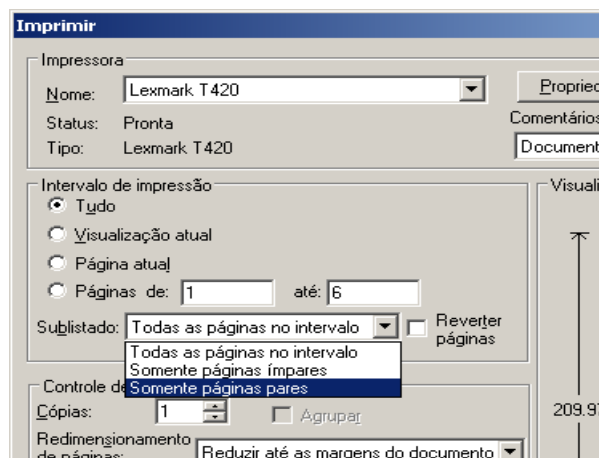 Imprimir
Impressora
Nome: Lexmark T420
Propried
Status: Pronta
Comentários
Tipo: Lexmark T420
Document
Intervalo de impressão
Visuali
Tudo
Visualização atual
Página atual
Páginas de: 1 até: 6
Sublistado: Todas as páginas no intervalo
Reverter páginas
Todas as páginas no intervalo
Somente páginas ímpares
Somente páginas pares
Controle de
Cópias: 1
Agrupar
209.97
Redimensionamento
de páginas: Reduzir até as margens do documento